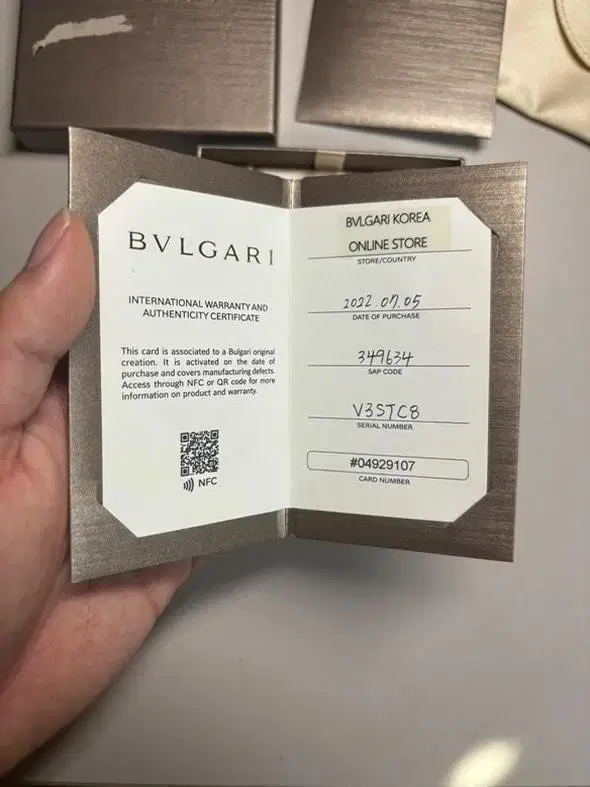 BVLGARI
INTERNATIONAL WARRANTY AND
AUTHENTICITY CERTIFICATE
This card is associated to a Bulgari original
creation. It is activated on the date of
purchase and covers manufacturing defects.
Access through NFC or QR code for more
information on product and warranty.
NFC
BVLGARI KOREA
ONLINE STORE
STORE/COUNTRY
2022.07.05
DATE OF PURCHASE
349634
SAP CODE
V3STC8
SERIAL NUMBER
#04929107
CARD NUMBER